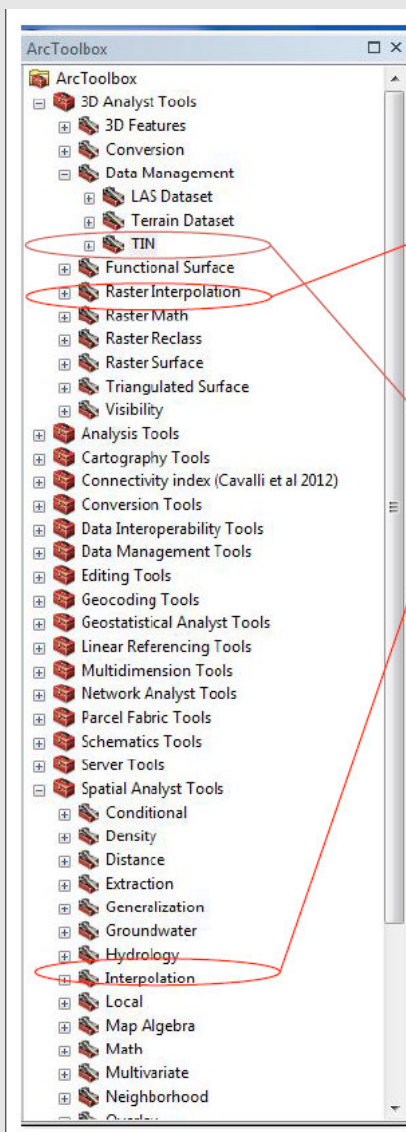 ArcToolbox
ArcToolbox
3D Analyst Tools
3D Features
Conversion
Data Management
LAS Dataset
Terrain Dataset
TIN
Functional Surface
Raster Interpolation
Raster Math
Raster Reclass
Raster Surface
Triangulated Surface
Visibility
Analysis Tools
Cartography Tools
Connectivity index (Cavalli et al 2012)
Conversion Tools
Data Interoperability Tools
Data Management Tools
Editing Tools
Geocoding Tools
Geostatistical Analyst Tools
Linear Referencing Tools
Multidimension Tools
Network Analyst Tools
Parcel Fabric Tools
Schematics Tools
Server Tools
Spatial Analyst Tools
Conditional
Density
Distance
Extraction
Generalization
Groundwater
Hydrology
Interpolation
Local
Map Algebra
Math
Multivariate
Neighborhood
Overlay